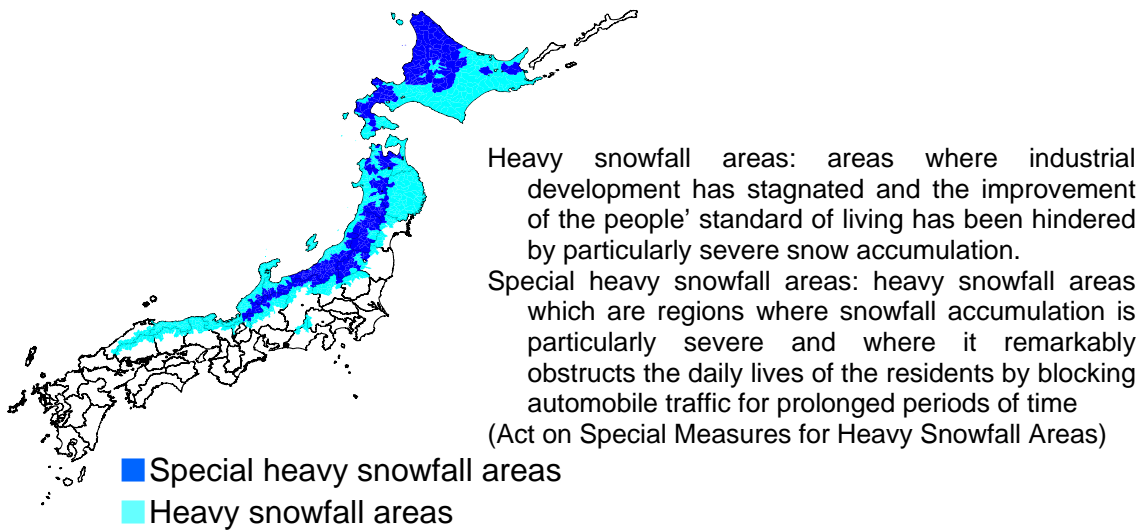 Heavy snowfall areas: areas where industrial
development has stagnated and the improvement
of the people’ standard of living has been hindered
by particularly severe snow accumulation.
Special heavy snowfall areas: heavy snowfall areas
which are regions where snowfall accumulation is
particularly severe and where it remarkably
obstructs the daily lives of the residents by blocking
automobile traffic for prolonged periods of time
(Act on Special Measures for Heavy Snowfall Areas)
Special heavy snowfall areas
Heavy snowfall areas